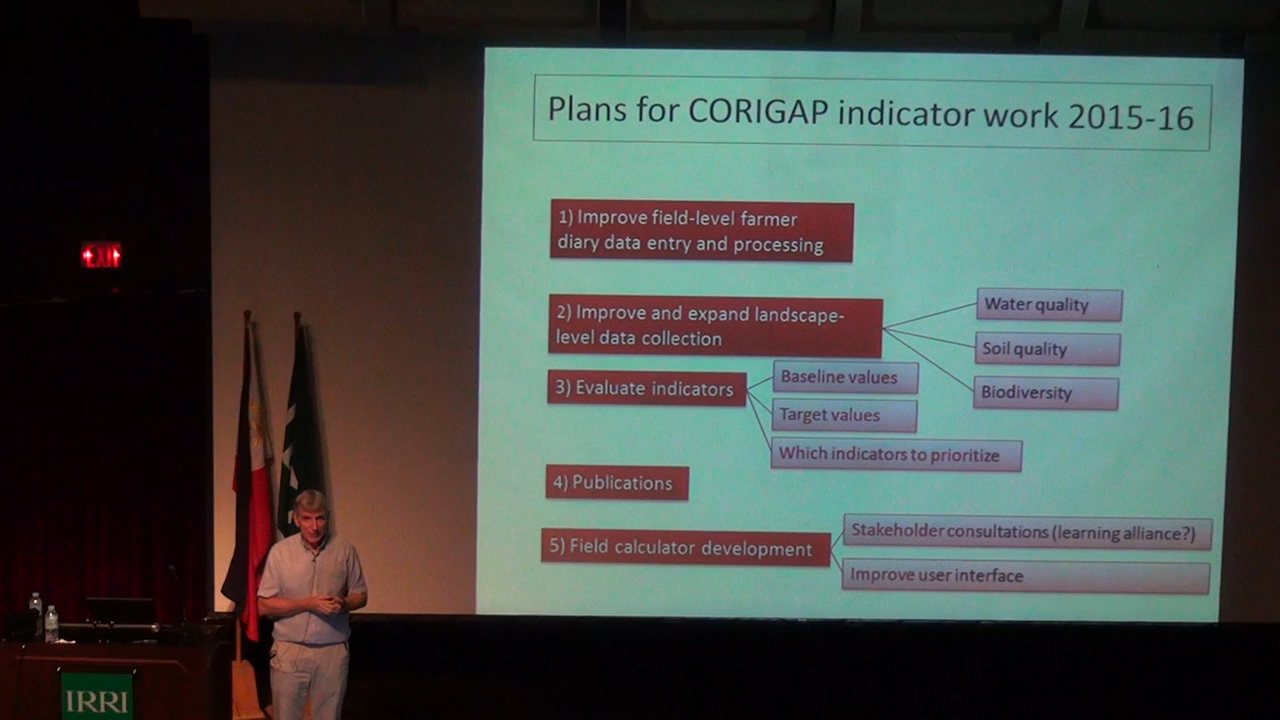 Plans for CORIGAP indicator work 2015-16
1) Improve field-level farmer
diary data entry and processing
2) Improve and expand landscape-
level data collection
Water quality
Soil quality
Biodiversity
3) Evaluate indicators
Baseline values
Target values
Which indicators to prioritize
4) Publications
5) Field calculator development
Stakeholder consultations (learning alliance?)
Improve user interface
EXIT
IRRI